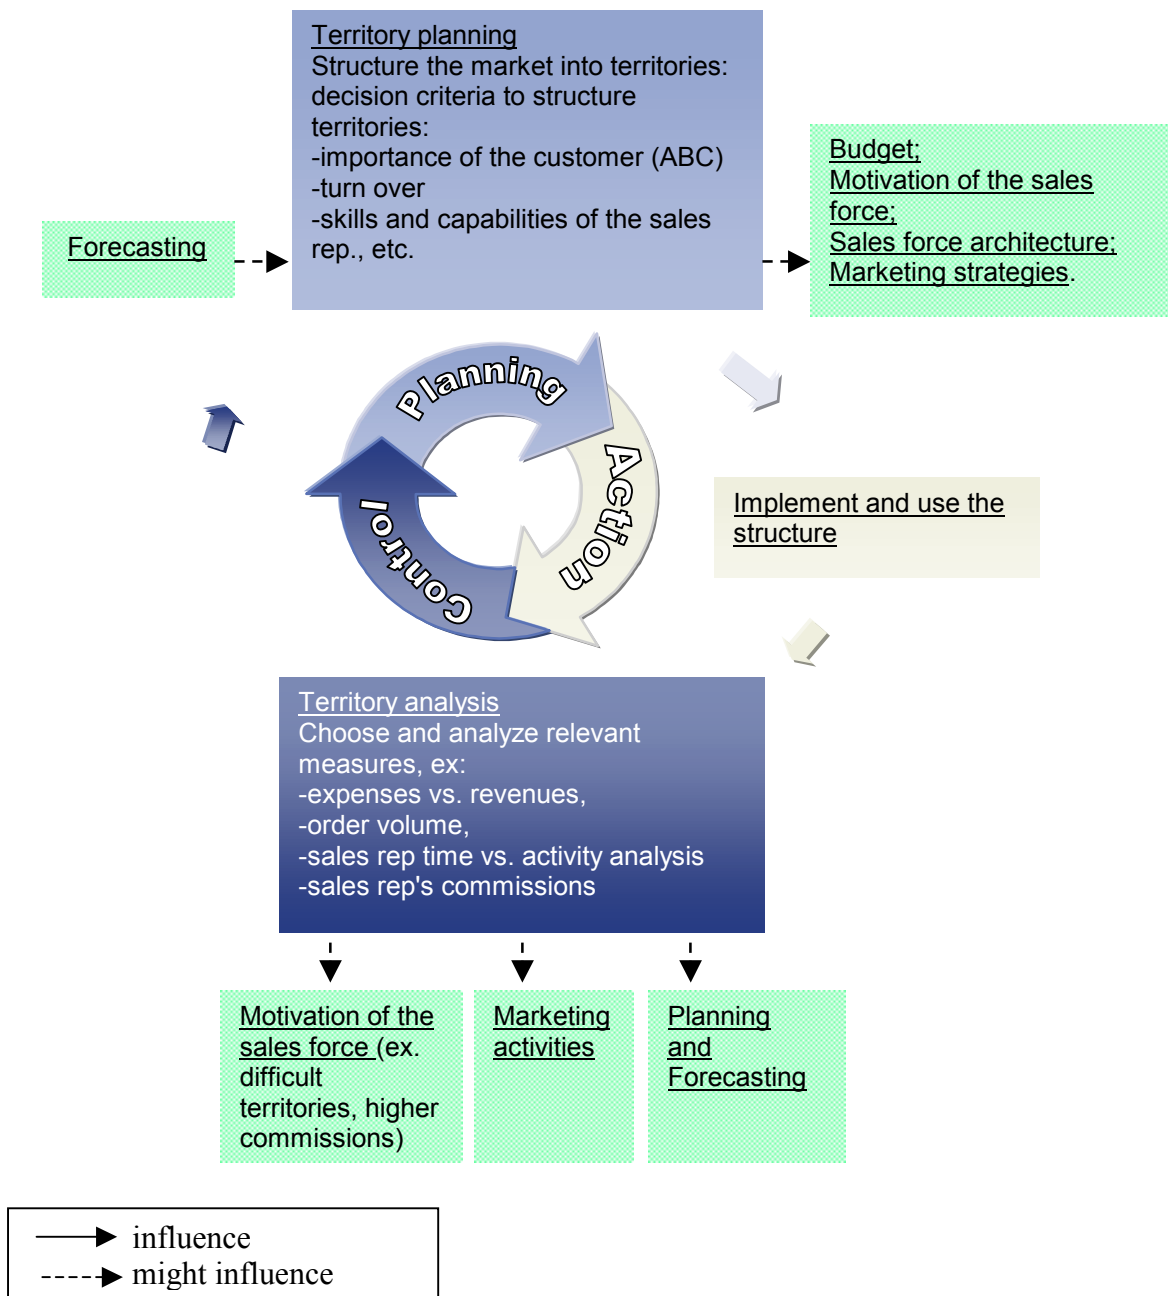 Territory planning
Structure the market into territories:
decision criteria to structure
territories:
-importance of the customer (ABC)
-turn over
-skills and capabilities of the sales
rep., etc.
Forecasting
Budget;
Motivation of the sales
force;
Sales force architecture;
Marketing strategies.
Planning
Action
Control
Implement and use the
structure
Territory analysis
Choose and analyze relevant
measures, ex:
-expenses vs. revenues,
-order volume,
-sales rep time vs. activity analysis
-sales rep's commissions
Motivation of the
sales force (ex.
difficult
territories, higher
commissions)
Marketing
activities
Planning
and
Forecasting
influence
might influence